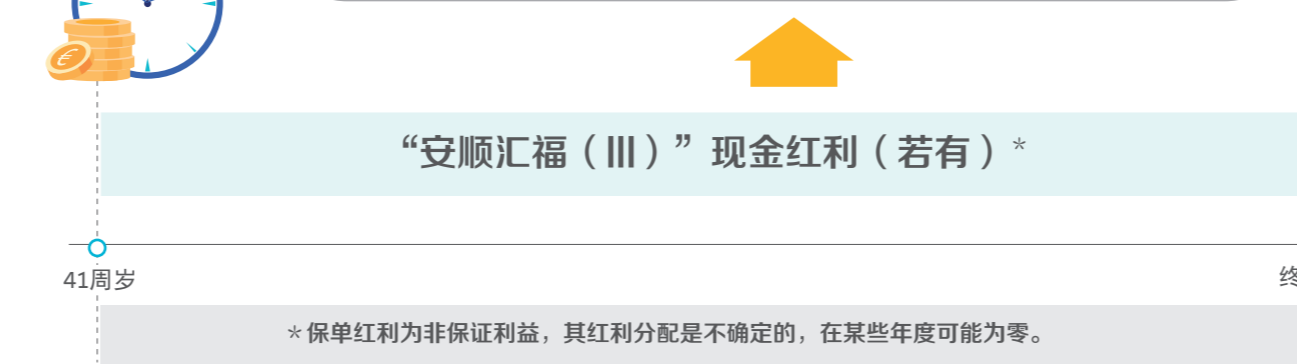 €
“安顺汇福（III）”现金红利（若有）*
41周岁
终
*保单红利为非保证利益，其红利分配是不确定的，在某些年度可能为零。